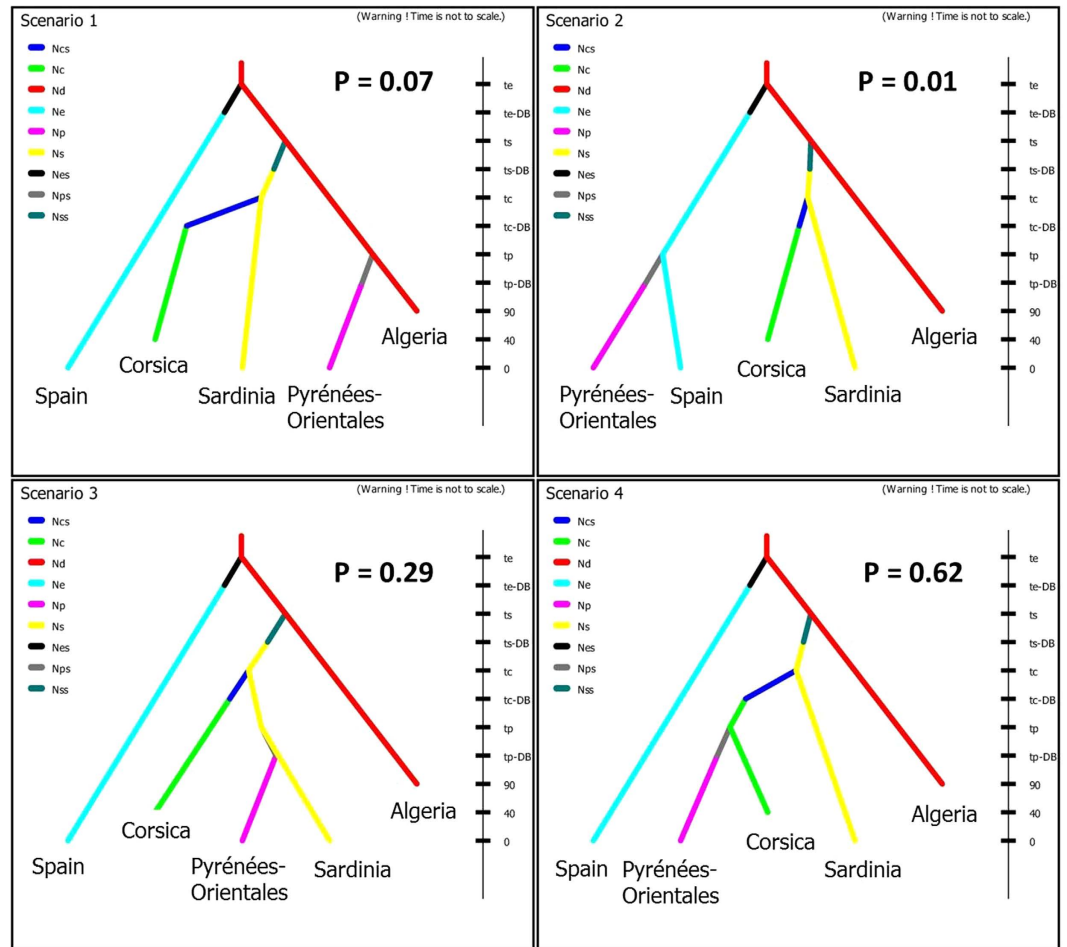 Scenario 1
(Warning ! Time is not to scale.)
Ncs
Nc
Nd
Ne
Np
Ns
Nes
Nps
Nss
P = 0.07
te
te-DB
ts
ts-DB
tc
tc-DB
tp
tp-DB
90
40
0
Algeria
Corsica
Spain
Sardinia
Pyrénées-
Orientales
Scenario 2
(Warning ! Time is not to scale.)
Ncs
Nc
Nd
Ne
Np
Ns
Nes
Nps
Nss
P = 0.01
te
te-DB
ts
ts-DB
tc
tc-DB
tp
tp-DB
90
40
0
Algeria
Corsica
Pyrénées-
Orientales
Spain
Sardinia
Scenario 3
(Warning ! Time is not to scale.)
Ncs
Nc
Nd
Ne
Np
Ns
Nes
Nps
Nss
P = 0.29
te
te-DB
ts
ts-DB
tc
tc-DB
tp
tp-DB
90
40
0
Algeria
Corsica
Spain
Pyrénées-
Orientales
Sardinia
Scenario 4
(Warning ! Time is not to scale.)
Ncs
Nc
Nd
Ne
Np
Ns
Nes
Nps
Nss
P = 0.62
te
te-DB
ts
ts-DB
tc
tc-DB
tp
tp-DB
90
40
0
Algeria
Corsica
Spain
Pyrénées-
Orientales
Sardinia